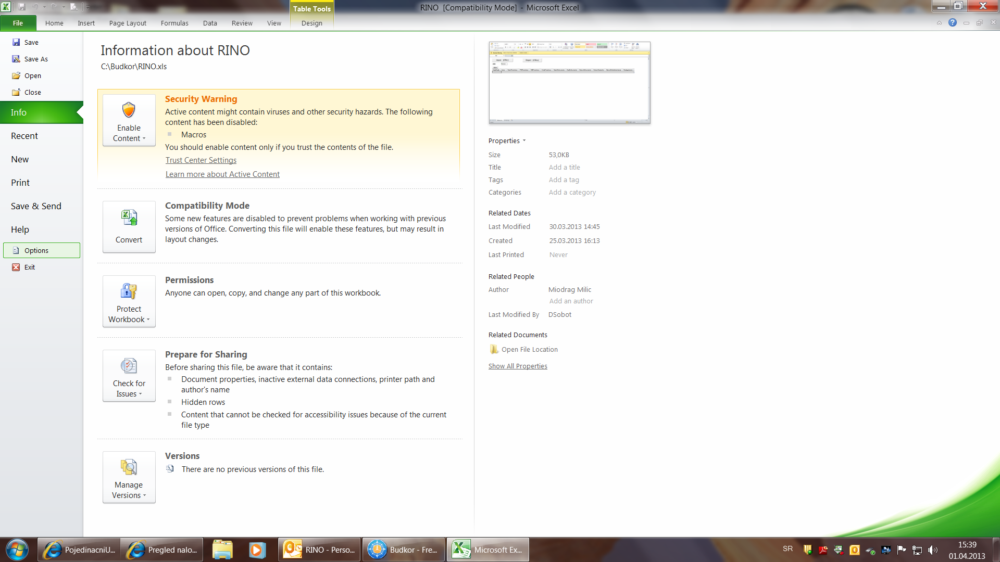 Table Tools
RINO  [Compatibility Mode]  -  Microsoft Excel
File
Home
Insert
Page Layout
Formulas
Data
Review
View
Design
Save
Save As
Open
Close
Info
Recent
New
Print
Save & Send
Help
Options
Exit
Information about RINO
C:\Budkor\RINO.xls
Enable
Content
Security Warning
Active content might contain viruses and other security hazards. The following
content has been disabled:
Macros
You should enable content only if you trust the contents of the file.
Trust Center Settings
Learn more about Active Content
Convert
Compatibility Mode
Some new features are disabled to prevent problems when working with previous
versions of Office. Converting this file will enable these features, but may result in
layout changes.
Protect
Workbook
Permissions
Anyone can open, copy, and change any part of this workbook.
Check for
Issues
Prepare for Sharing
Before sharing this file, be aware that it contains:
Document properties, inactive external data connections, printer path and
author's name
Hidden rows
Content that cannot be checked for accessibility issues because of the current
file type
Manage
Versions
Versions
There are no previous versions of this file.
Properties
Size 53,0KB
Title Add a title
Tags Add a tag
Categories Add a category
Related Dates
Last Modified 30.03.2013 14:45
Created 25.03.2013 16:13
Last Printed Never
Related People
Author Miodrag Milic
Add an author
Last Modified By DSobot
Related Documents
Open File Location
Show All Properties
PojedinacniU...
Pregled nalo...
RINO - Perso...
Budkor - Fre...
Microsoft Ex...
SR
15:39
01.04.2013